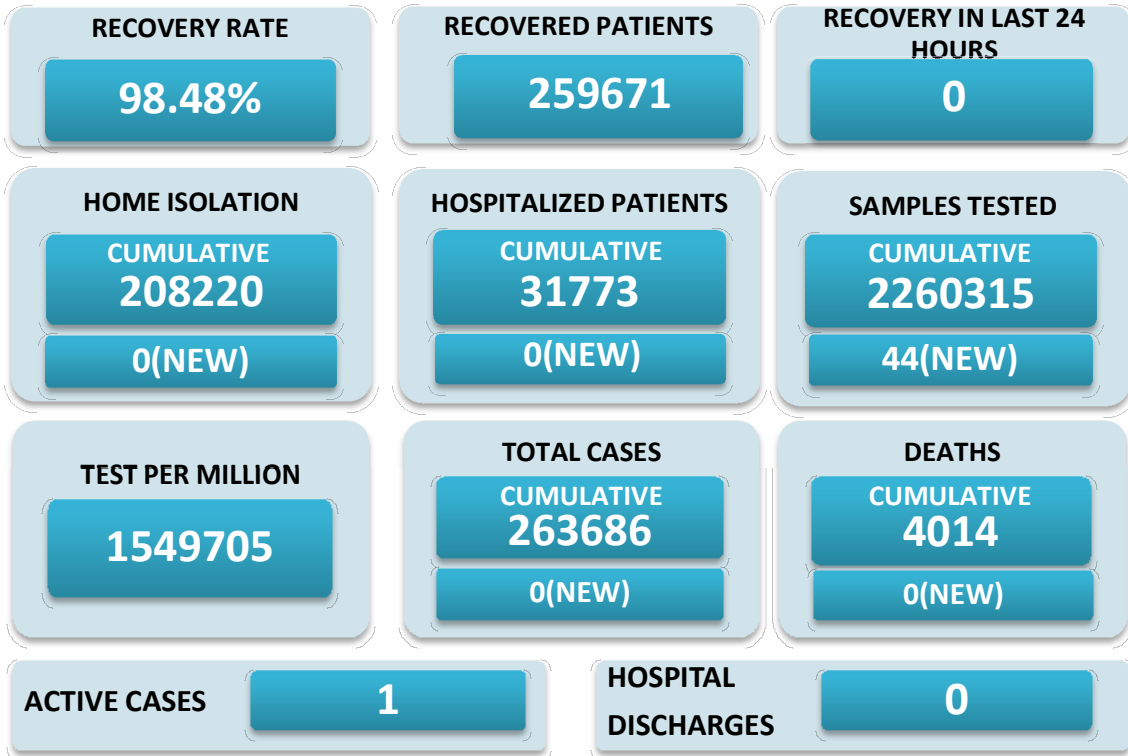 RECOVERY RATE
98.48%
RECOVERED PATIENTS
259671
RECOVERY IN LAST 24
HOURS
0
HOME ISOLATION
CUMULATIVE
208220
0(NEW)
HOSPITALIZED PATIENTS
CUMULATIVE
31773
0(NEW)
SAMPLES TESTED
CUMULATIVE
2260315
44(NEW)
TEST PER MILLION
1549705
TOTAL CASES
CUMULATIVE
263686
0(NEW)
DEATHS
CUMULATIVE
4014
0(NEW)
ACTIVE CASES
1
HOSPITAL
DISCHARGES
0